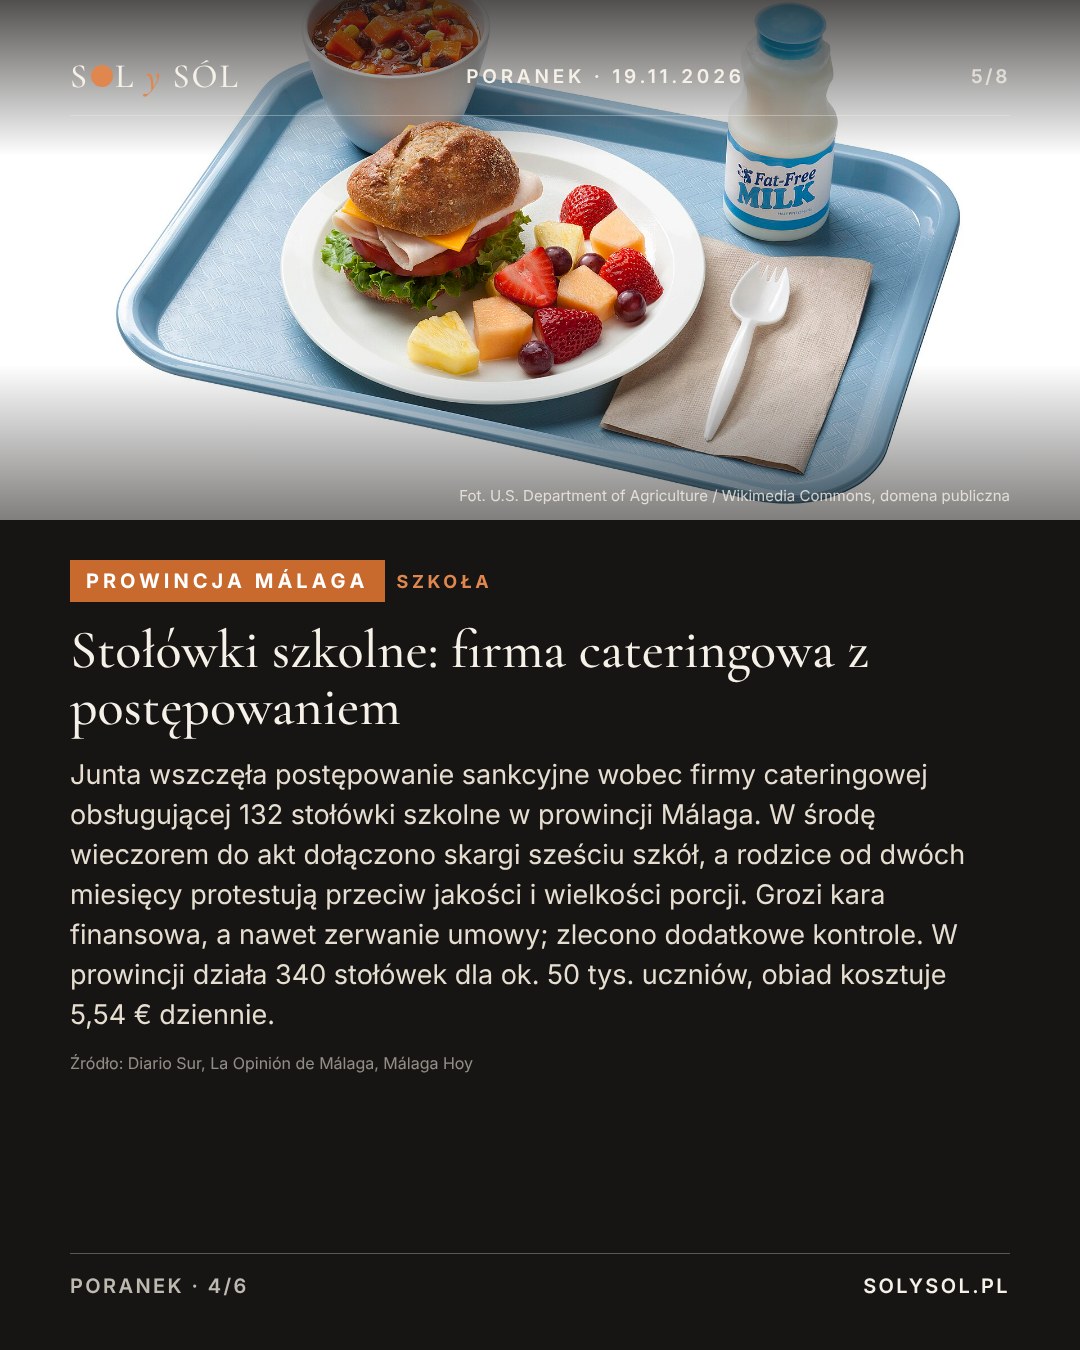 SOL y SÓL
PORANEK · 19.11.2026
5/8
Fat-Free
MILK
Fot. U.S. Department of Agriculture / Wikimedia Commons, domena publiczna
PROWINCJA MÁLAGA
SZKOŁA
Stołówki szkolne: firma cateringowa z
postępowaniem
Junta wszczęła postępowanie sankcyjne wobec firmy cateringowej
obsługującej 132 stołówki szkolne w prowincji Málaga. W środę
wieczorem do akt dołączono skargi sześciu szkół, a rodzice od dwóch
miesięcy protestują przeciw jakości i wielkości porcji. Grozi kara
finansowa, a nawet zerwanie umowy; zlecono dodatkowe kontrole. W
prowincji działa 340 stołówek dla ok. 50 tys. uczniów, obiad kosztuje
5,54 € dziennie.
Źródło: Diario Sur, La Opinión de Málaga, Málaga Hoy
PORANEK · 4/6
SOLYSOL.PL